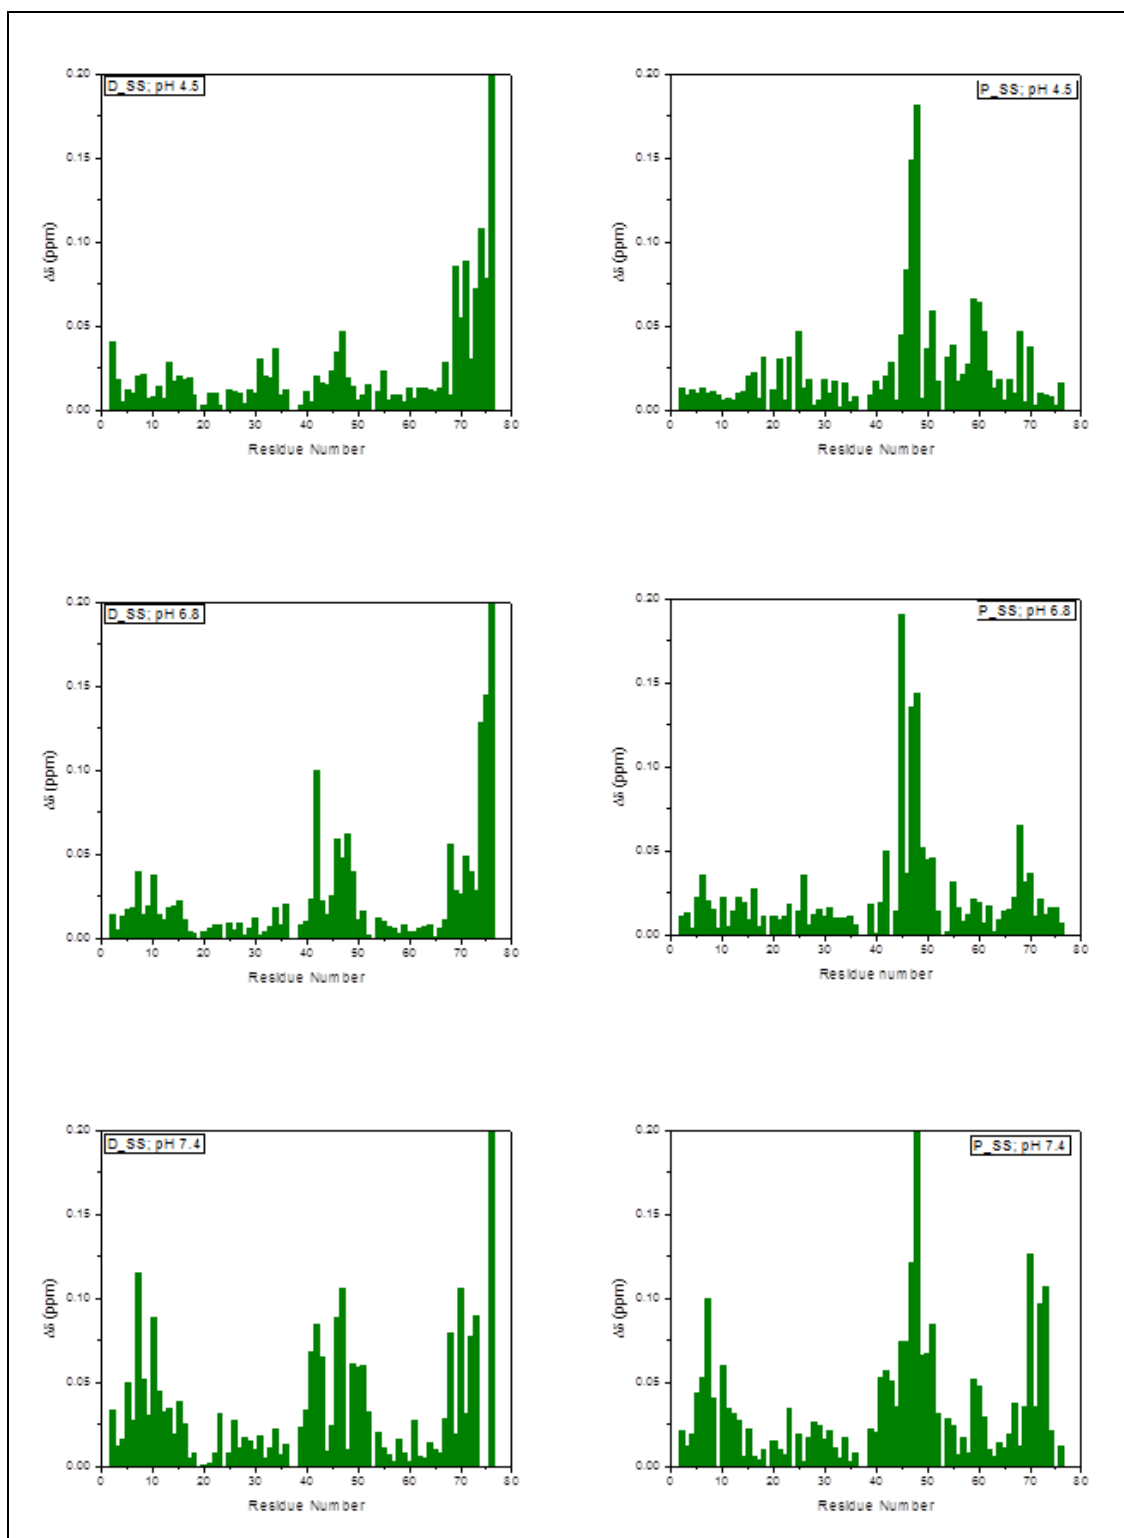 D_SS; pH 4.5
0.20
0.15
0.10
0.05
0.00
Δδ (ppm)
0 10 20 30 40 50 60 70 80
Residue Number
P_SS; pH 4.5
0.20
0.15
0.10
0.05
0.00
Δδ (ppm)
0 10 20 30 40 50 60 70 80
Residue Number
D_SS; pH 6.8
0.20
0.15
0.10
0.05
0.00
Δδ (ppm)
0 10 20 30 40 50 60 70 80
Residue Number
P_SS; pH 6.8
0.20
0.15
0.10
0.05
0.00
Δδ (ppm)
0 10 20 30 40 50 60 70 80
Residue number
D_SS; pH 7.4
0.20
0.15
0.10
0.05
0.00
Δδ (ppm)
0 10 20 30 40 50 60 70 80
Residue Number
P_SS; pH 7.4
0.20
0.15
0.10
0.05
0.00
Δδ (ppm)
0 10 20 30 40 50 60 70 80
Residue Number